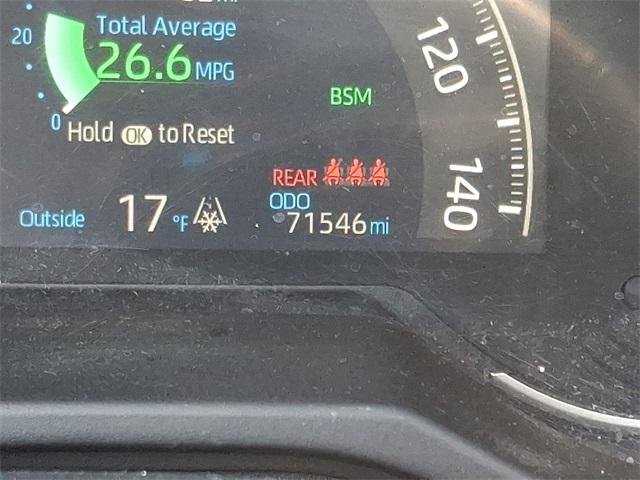 Total Average
20
26.6 MPG
120
BSM
0
Hold OK to Reset
REAR
140
ODO
Outside 17 °F
71546 mi